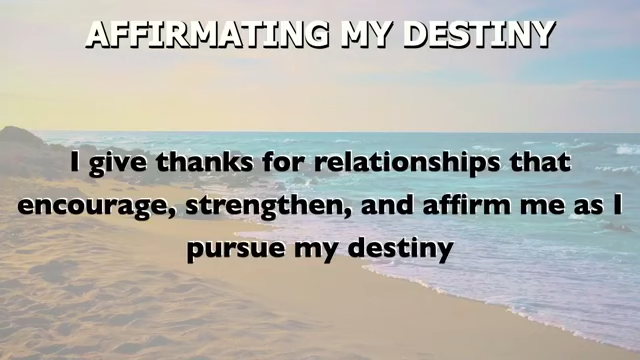 AFFIRMATING MY DESTINY
I give thanks for relationships that
encourage, strengthen, and affirm me as I
pursue my destiny